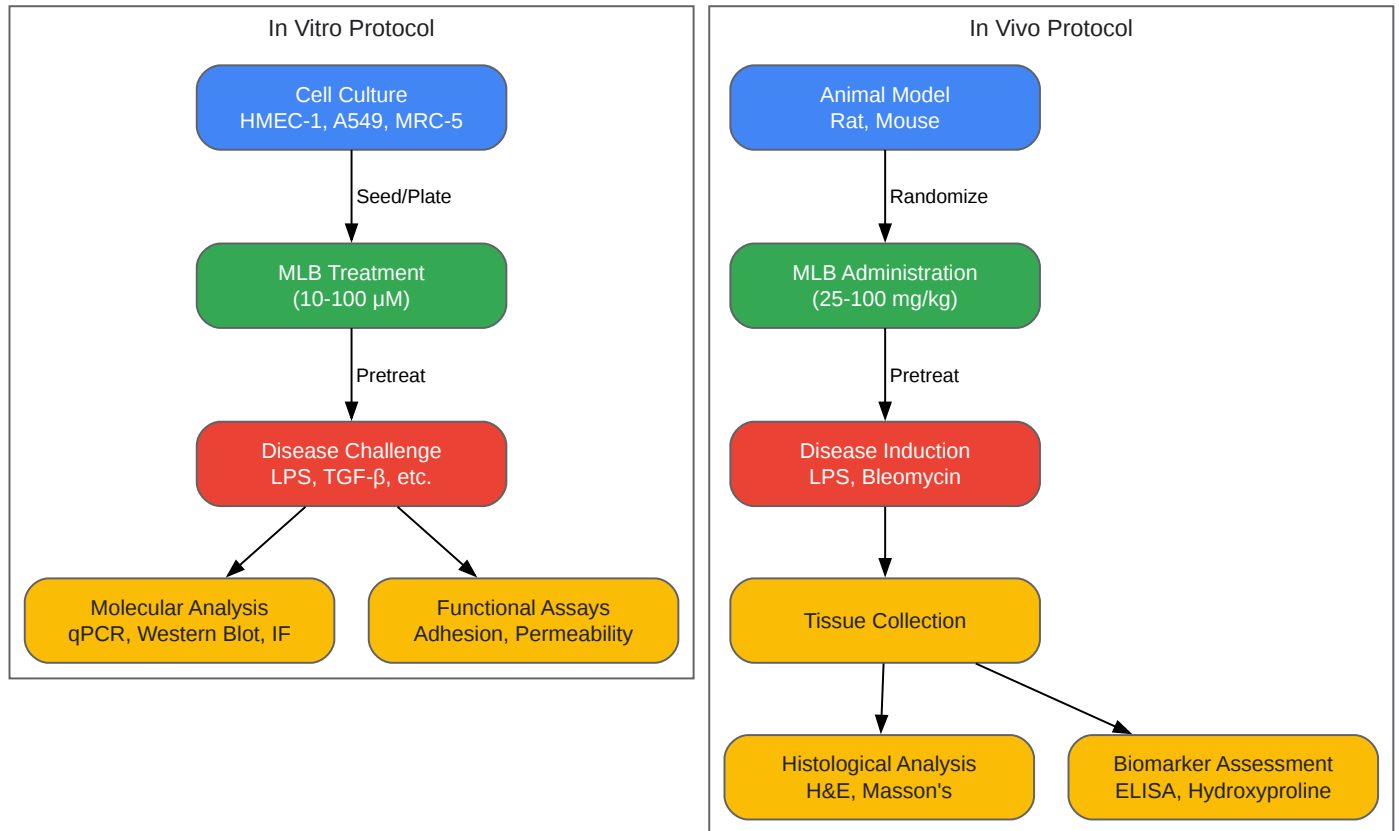 In Vitro Protocol
Cell Culture
HMEC-1, A549, MRC-5
Seed/Plate
MLB Treatment
(10-100 μM)
Pretreat
Disease Challenge
LPS, TGF-β, etc.
Molecular Analysis
qPCR, Western Blot, IF
Functional Assays
Adhesion, Permeability
In Vivo Protocol
Animal Model
Rat, Mouse
Randomize
MLB Administration
(25-100 mg/kg)
Pretreat
Disease Induction
LPS, Bleomycin
Tissue Collection
Histological Analysis
H&E, Masson's
Biomarker Assessment
ELISA, Hydroxyproline